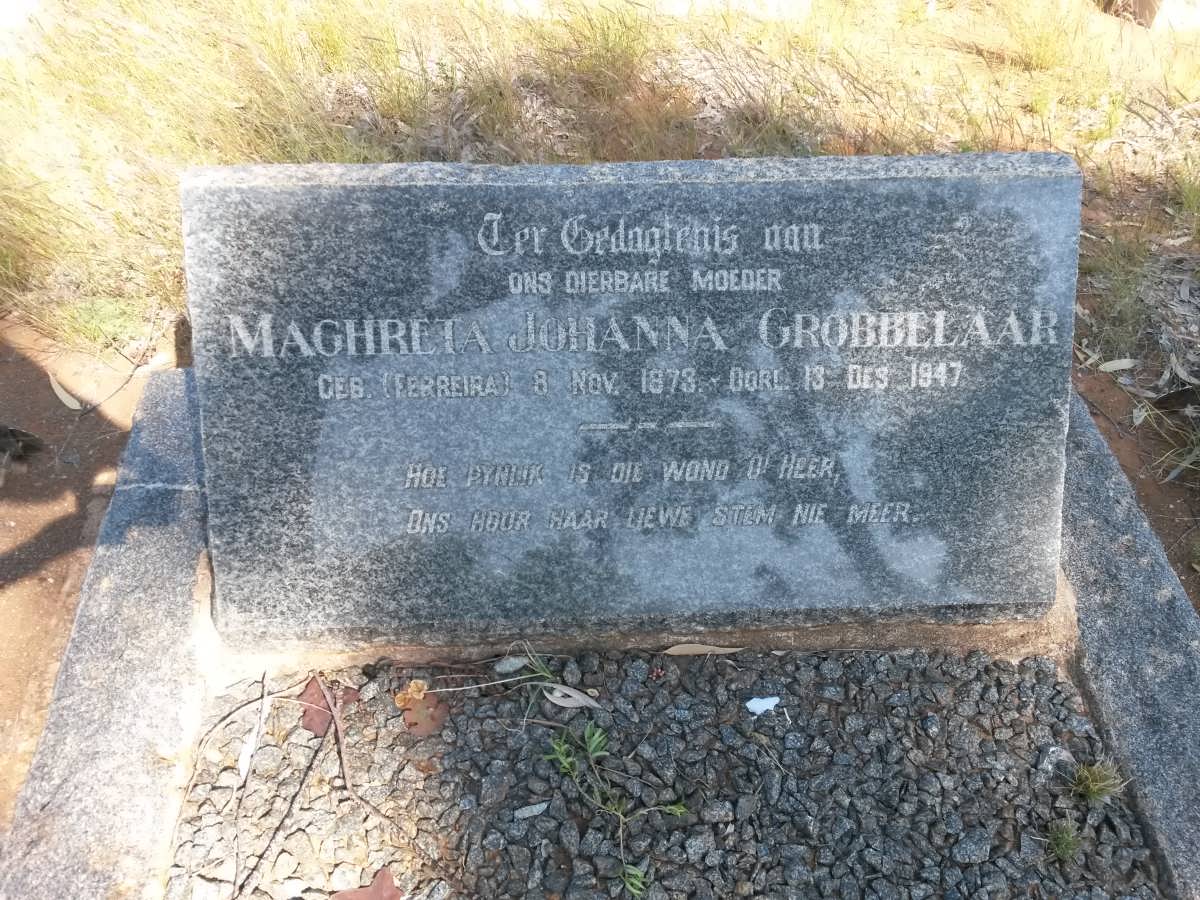 Ter Gedagtenis aan
ONS DIERBARE MOEDER
MAGHRETA JOHANNA GROBBELAAR
GEB. (FERREIRA) 8 NOV. 1873. - OORL. 13 DES 1947.
HOE PYNLIK IS DIE WOND O! HEER,
ONS HOOR HAAR LIEWE STEM NIE MEER.